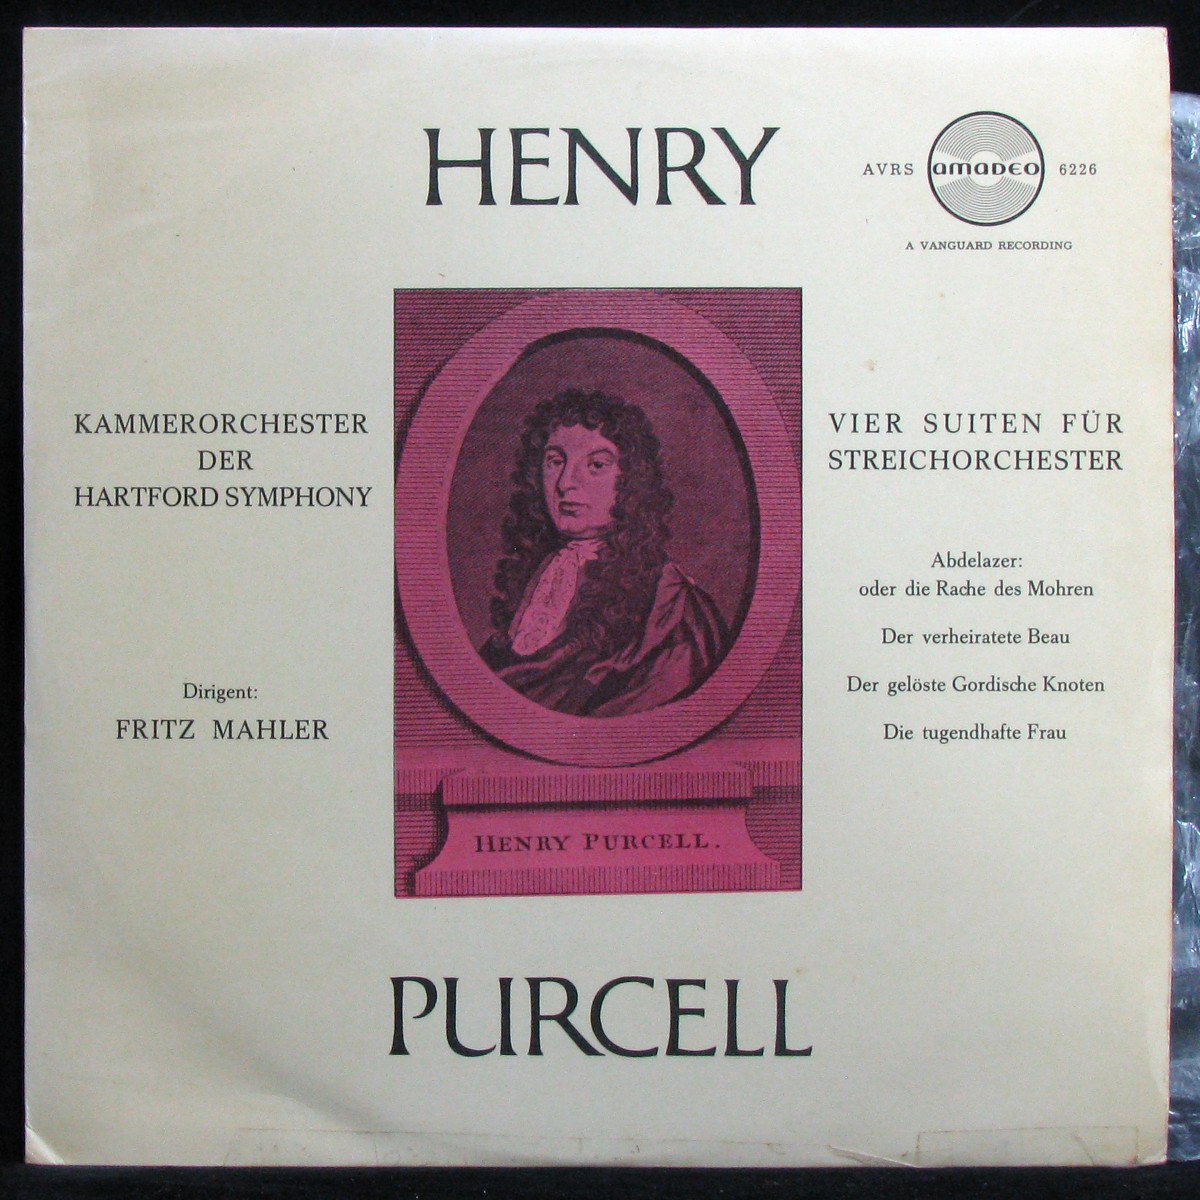 HENRY
AVRS amadeo 6226
A VANGUARD RECORDING
KAMMERORCHESTER
DER
HARTFORD SYMPHONY
Dirigent:
FRITZ MAHLER
VIER SUITEN FÜR
STREICHORCHESTER
Abdelazer:
oder die Rache des Mohren
Der verheiratete Beau
Der gelöste Gordische Knoten
Die tugendhafte Frau
HENRY PURCELL.
PURCELL